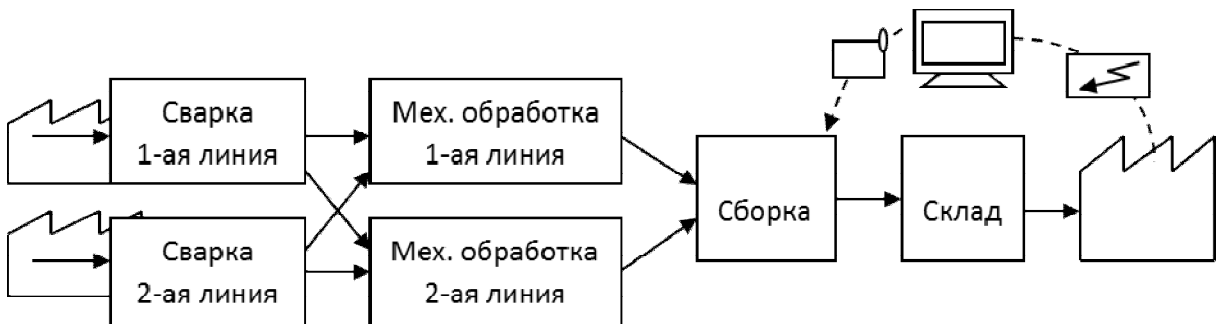 Сварка
1-ая линия
Мех. обработка
1-ая линия
Сварка
2-ая линия
Мех. обработка
2-ая линия
Сборка
Склад